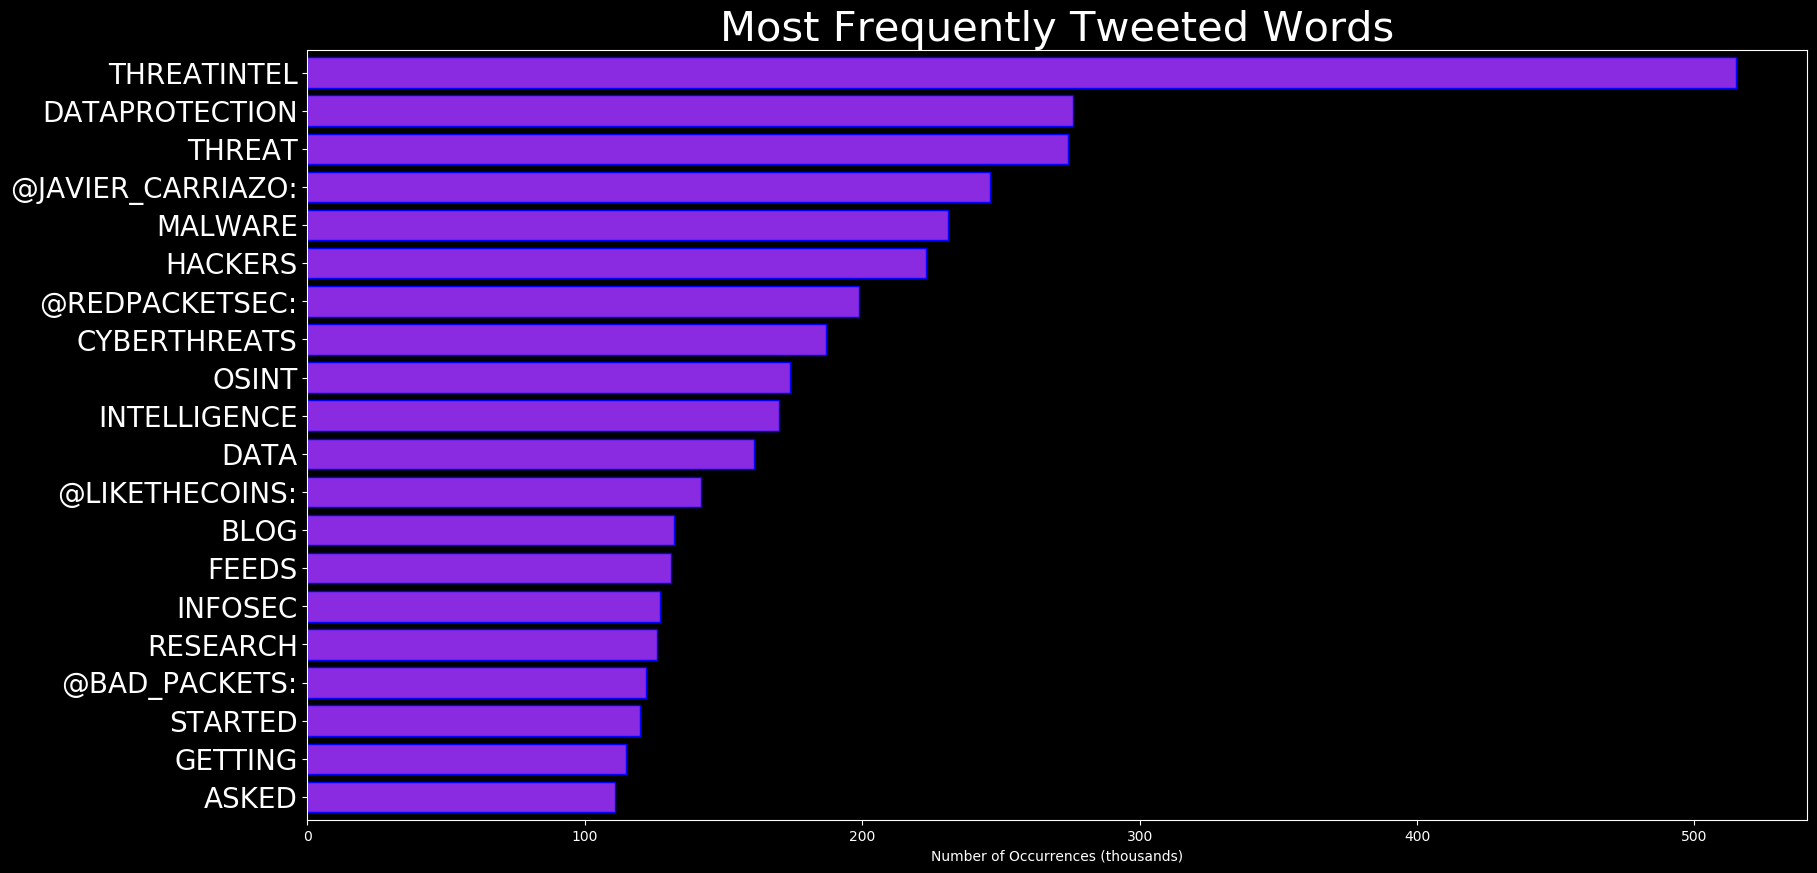 Most Frequently Tweeted Words
THREATINTEL
DATAPROTECTION
THREAT
@JAVIER_CARRIAZO:
MALWARE
HACKERS
@REDPACKETSEC:
CYBERTHREATS
OSINT
INTELLIGENCE
DATA
@LIKETHECOINS:
BLOG
FEEDS
INFOSEC
RESEARCH
@BAD_PACKETS:
STARTED
GETTING
ASKED
0 100 200 300 400 500
Number of Occurrences (thousands)